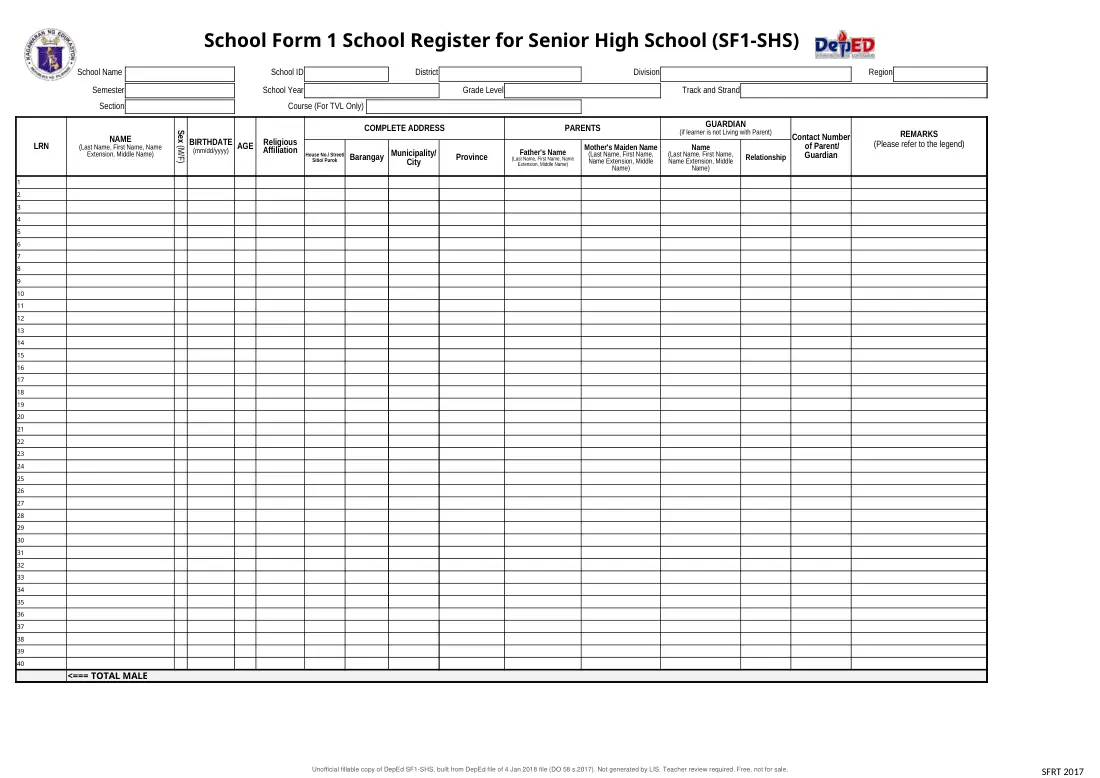 School Form 1 School Register for Senior High School (SF1-SHS)
DepED
School Name
School ID
District
Division
Region
Semester
School Year
Grade Level
Track and Strand
Section
Course (For TVL Only)
LRN
NAME
(Last Name, First Name, Name
Extension, Middle Name)
Sex (M/F)
BIRTHDATE
(mm/dd/yyyy)
AGE
Religious
Affiliation
COMPLETE ADDRESS
House No./ Street/
Sitio/ Purok
Barangay
Municipality/
City
Province
PARENTS
Father's Name
(Last Name, First Name, Name
Extension, Middle Name)
Mother's Maiden Name
(Last Name, First Name,
Name Extension, Middle
Name)
GUARDIAN
(if learner is not Living with Parent)
Name
(Last Name, First Name,
Name Extension, Middle
Name)
Relationship
Contact Number
of Parent/
Guardian
REMARKS
(Please refer to the legend)
1
2
3
4
5
6
7
8
9
10
11
12
13
14
15
16
17
18
19
20
21
22
23
24
25
26
27
28
29
30
31
32
33
34
35
36
37
38
39
40
<=== TOTAL MALE
Unofficial fillable copy of DepEd SF1-SHS, built from DepEd file of 4 Jan 2018 file (DO 58 s.2017). Not generated by LIS. Teacher review required. Free, not for sale.
SFRT 2017